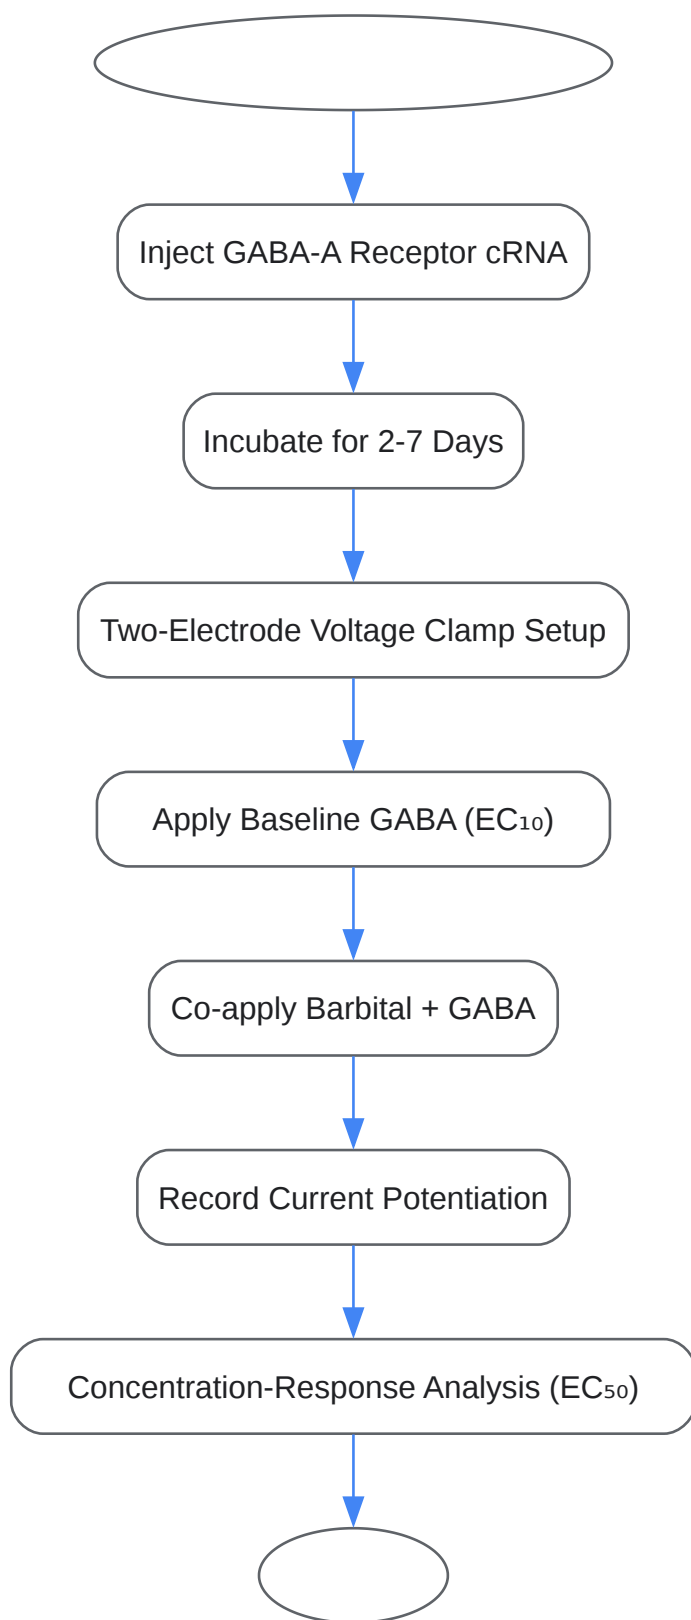 Inject GABA-A Receptor cRNA
Incubate for 2-7 Days
Two-Electrode Voltage Clamp Setup
Apply Baseline GABA (EC₁₀)
Co-apply Barbital + GABA
Record Current Potentiation
Concentration-Response Analysis (EC₅₀)